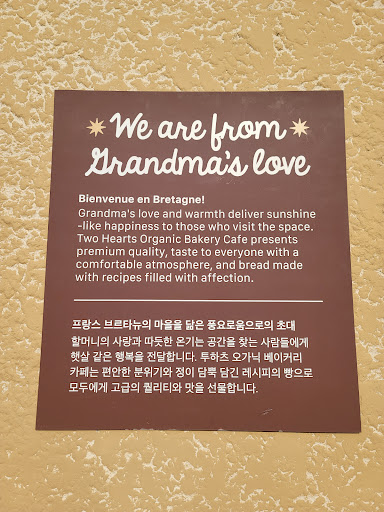 We are from
Grandma's love
Bienvenue en Bretagne!
Grandma's love and warmth deliver sunshine
-like happiness to those who visit the space.
Two Hearts Organic Bakery Cafe presents
premium quality, taste to everyone with a
comfortable atmosphere, and bread made
with recipes filled with affection.
프랑스 브르타뉴의 마을을 닮은 풍요로움으로의 초대
할머니의 사랑과 따듯한 온기는 공간을 찾는 사람들에게
햇살 같은 행복을 전달합니다. 투하츠 오가닉 베이커리
카페는 편안한 분위기와 정이 담뿍 담긴 레시피의 빵으로
모두에게 고급의 퀄리티와 맛을 선물합니다.